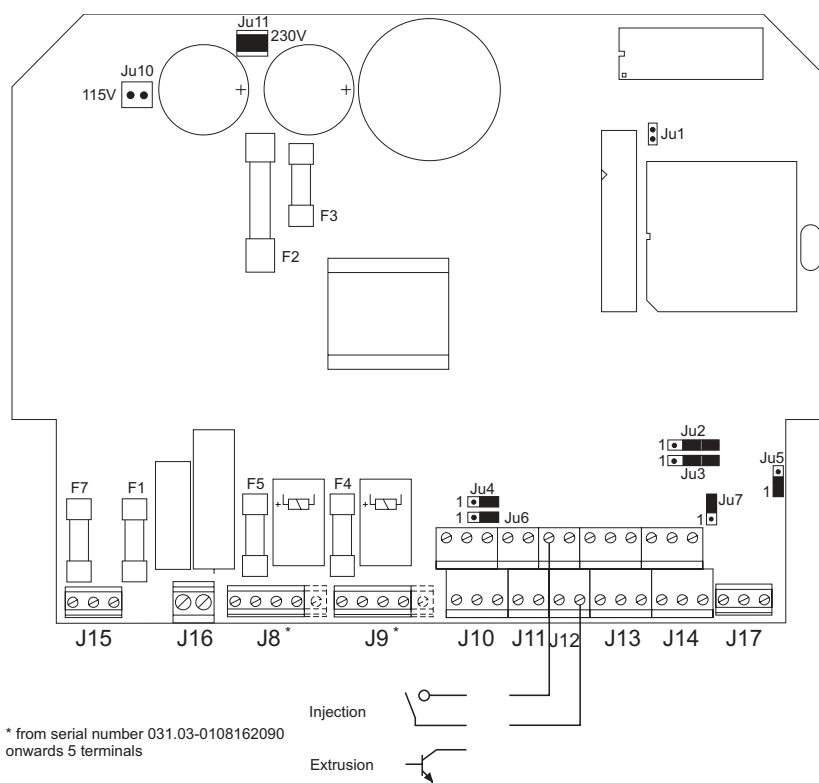 Ju11
230V
Ju10
115V
+
+
Ju1
F3
F2
Ju2
1
1
Ju3
Ju5
1
F7
F1
F5
F4
Ju4
1
1
Ju6
Ju7
1
+
+
J15
J16
J8 *
J9 *
J10
J11
J12
J13
J14
J17
Injection
* from serial number 031.03-0108162090
onwards 5 terminals
Extrusion